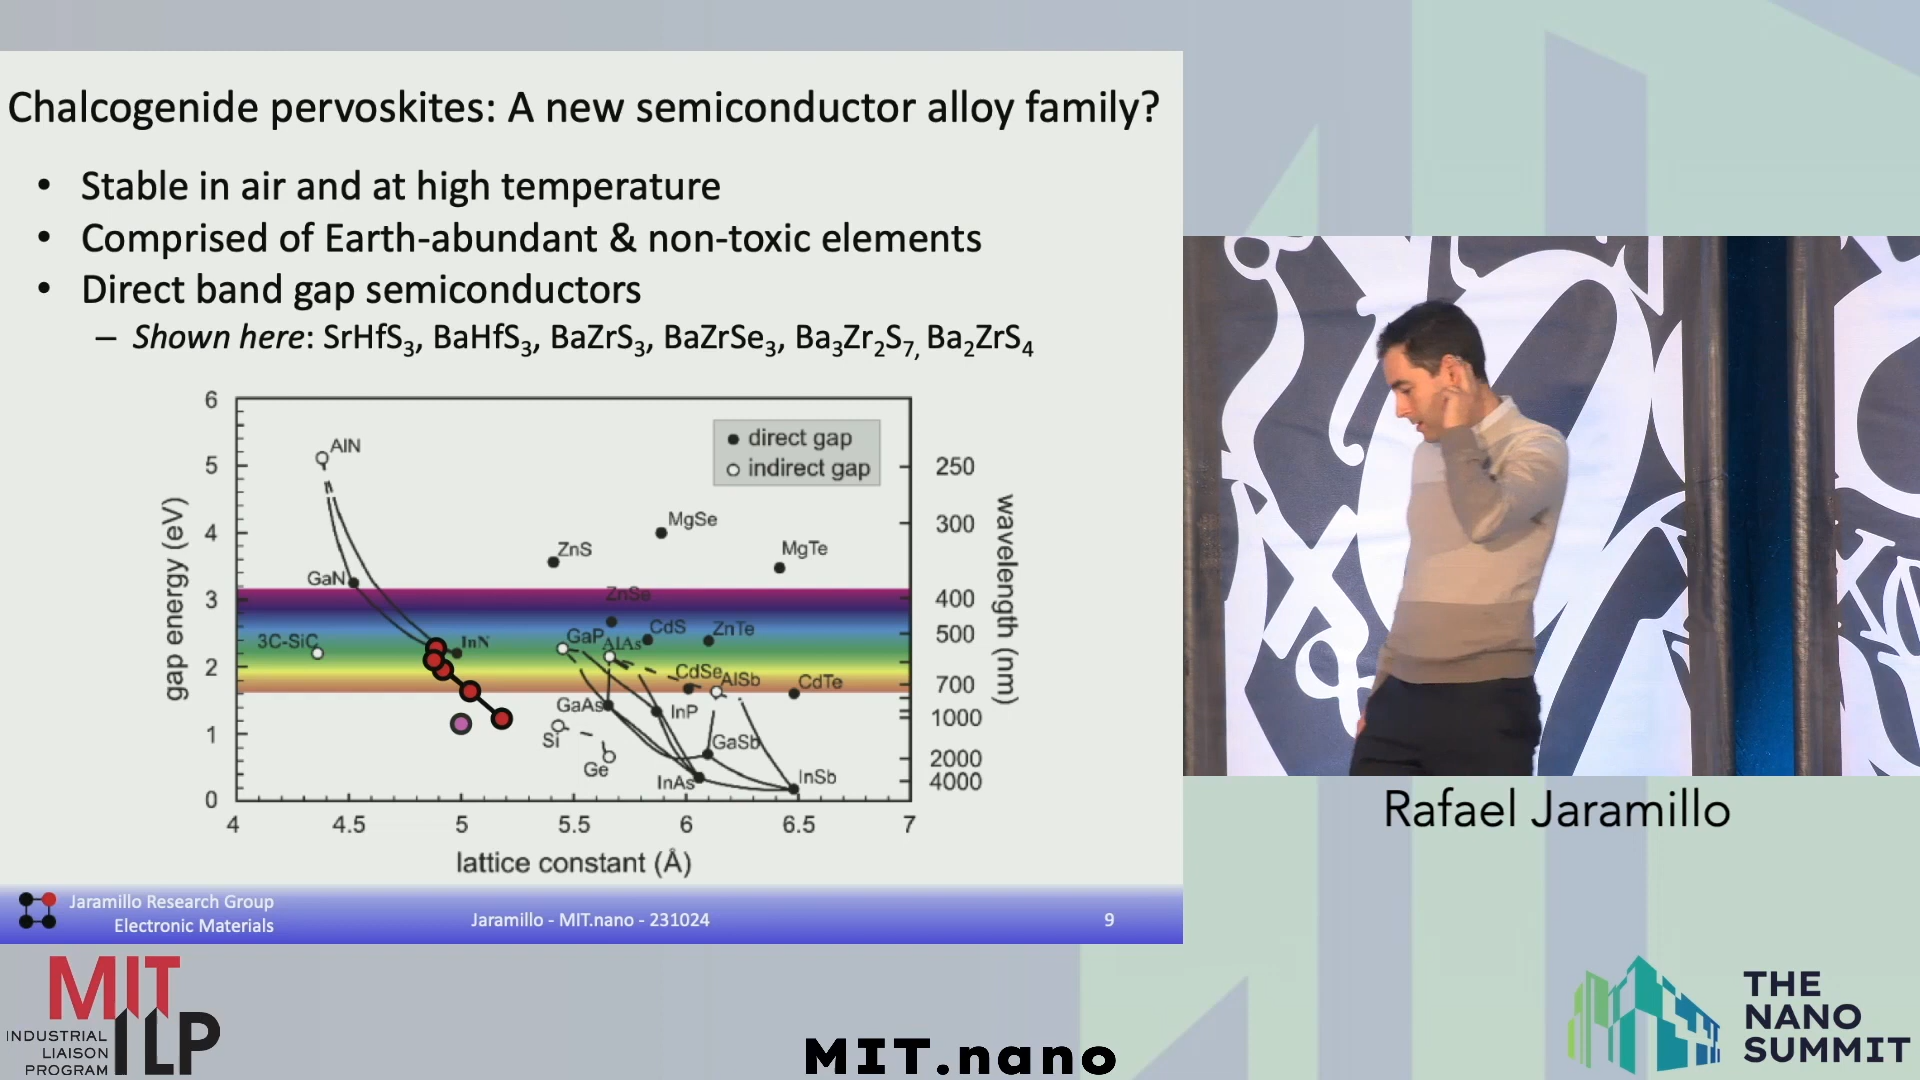 Chalcogenide pervoskites: A new semiconductor alloy family?
• Stable in air and at high temperature
• Comprised of Earth-abundant & non-toxic elements
• Direct band gap semiconductors
– Shown here: SrHfS3, BaHfS3, BaZrS3, BaZrSe3, Ba3Zr2S7, Ba2ZrS4
direct gap
indirect gap
gap energy (eV)
6
5
4
3
2
1
0
AlN
GaN
3C-SiC
InN
ZnS
MgSe
MgTe
ZnSe
GaP
AlAs
CdS
ZnTe
CdSe
AlSb
CdTe
GaAs
InP
Si
Ge
GaSb
InAs
InSb
250
300
400
500
700
1000
2000
4000
wavelength (nm)
4
4.5
5
5.5
6
6.5
7
lattice constant (Å)
Jaramillo Research Group
Electronic Materials
Jaramillo - MIT.nano - 231024
9
Rafael Jaramillo
MIT
ILP
INDUSTRIAL
LIAISON
PROGRAM
MIT.nano
THE
NANO
SUMMIT